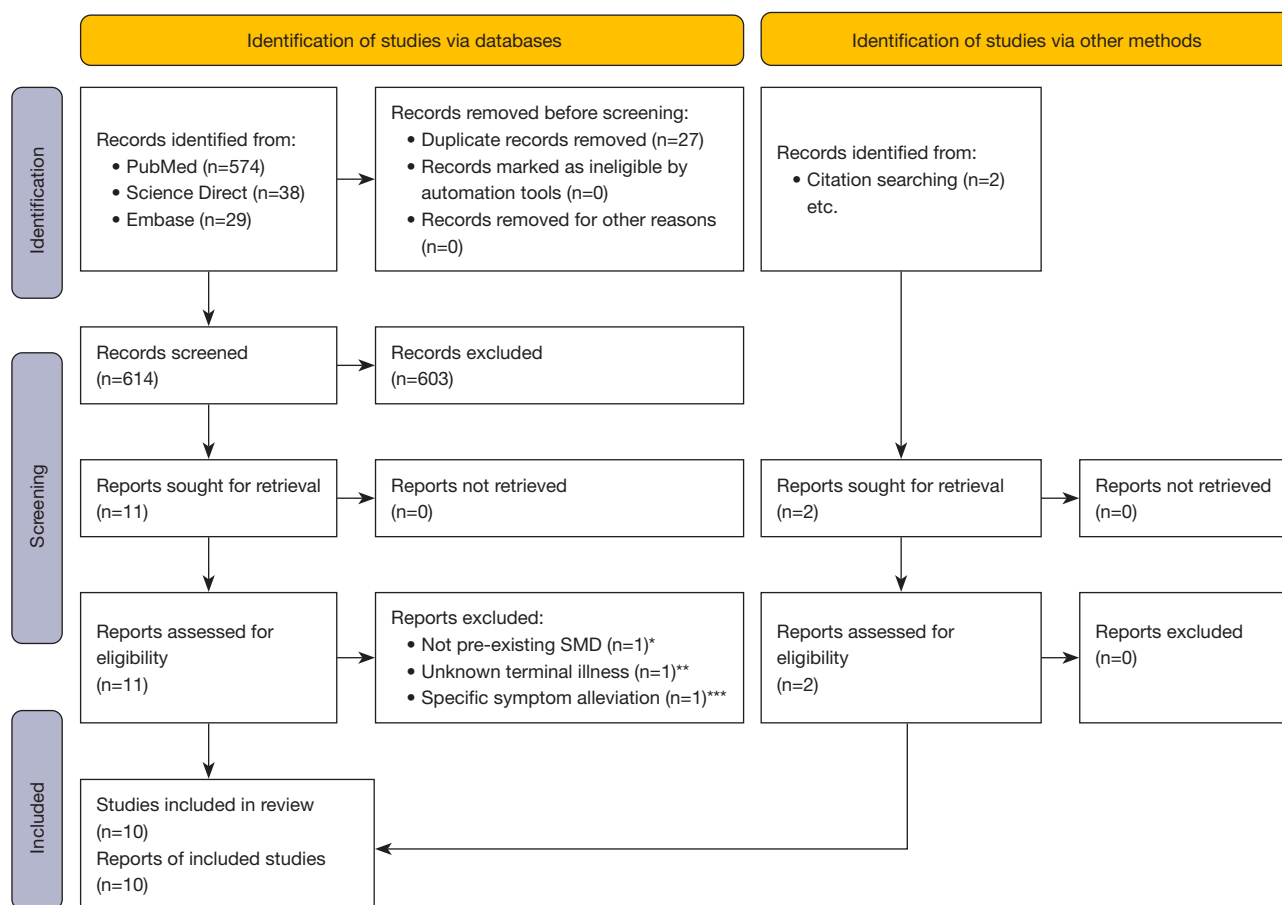 Identification of studies via databases
Identification of studies via other methods
Identification
Records identified from:
• PubMed (n=574)
• Science Direct (n=38)
• Embase (n=29)
Records removed before screening:
• Duplicate records removed (n=27)
• Records marked as ineligible by
automation tools (n=0)
• Records removed for other reasons
(n=0)
Records identified from:
• Citation searching (n=2)
etc.
Screening
Records screened
(n=614)
Records excluded
(n=603)
Reports sought for retrieval
(n=11)
Reports not retrieved
(n=0)
Reports sought for retrieval
(n=2)
Reports not retrieved
(n=0)
Reports assessed for
eligibility
(n=11)
Reports excluded:
• Not pre-existing SMD (n=1)*
• Unknown terminal illness (n=1)**
• Specific symptom alleviation (n=1)***
Reports assessed for
eligibility
(n=2)
Reports excluded
(n=0)
Included
Studies included in review
(n=10)
Reports of included studies
(n=10)